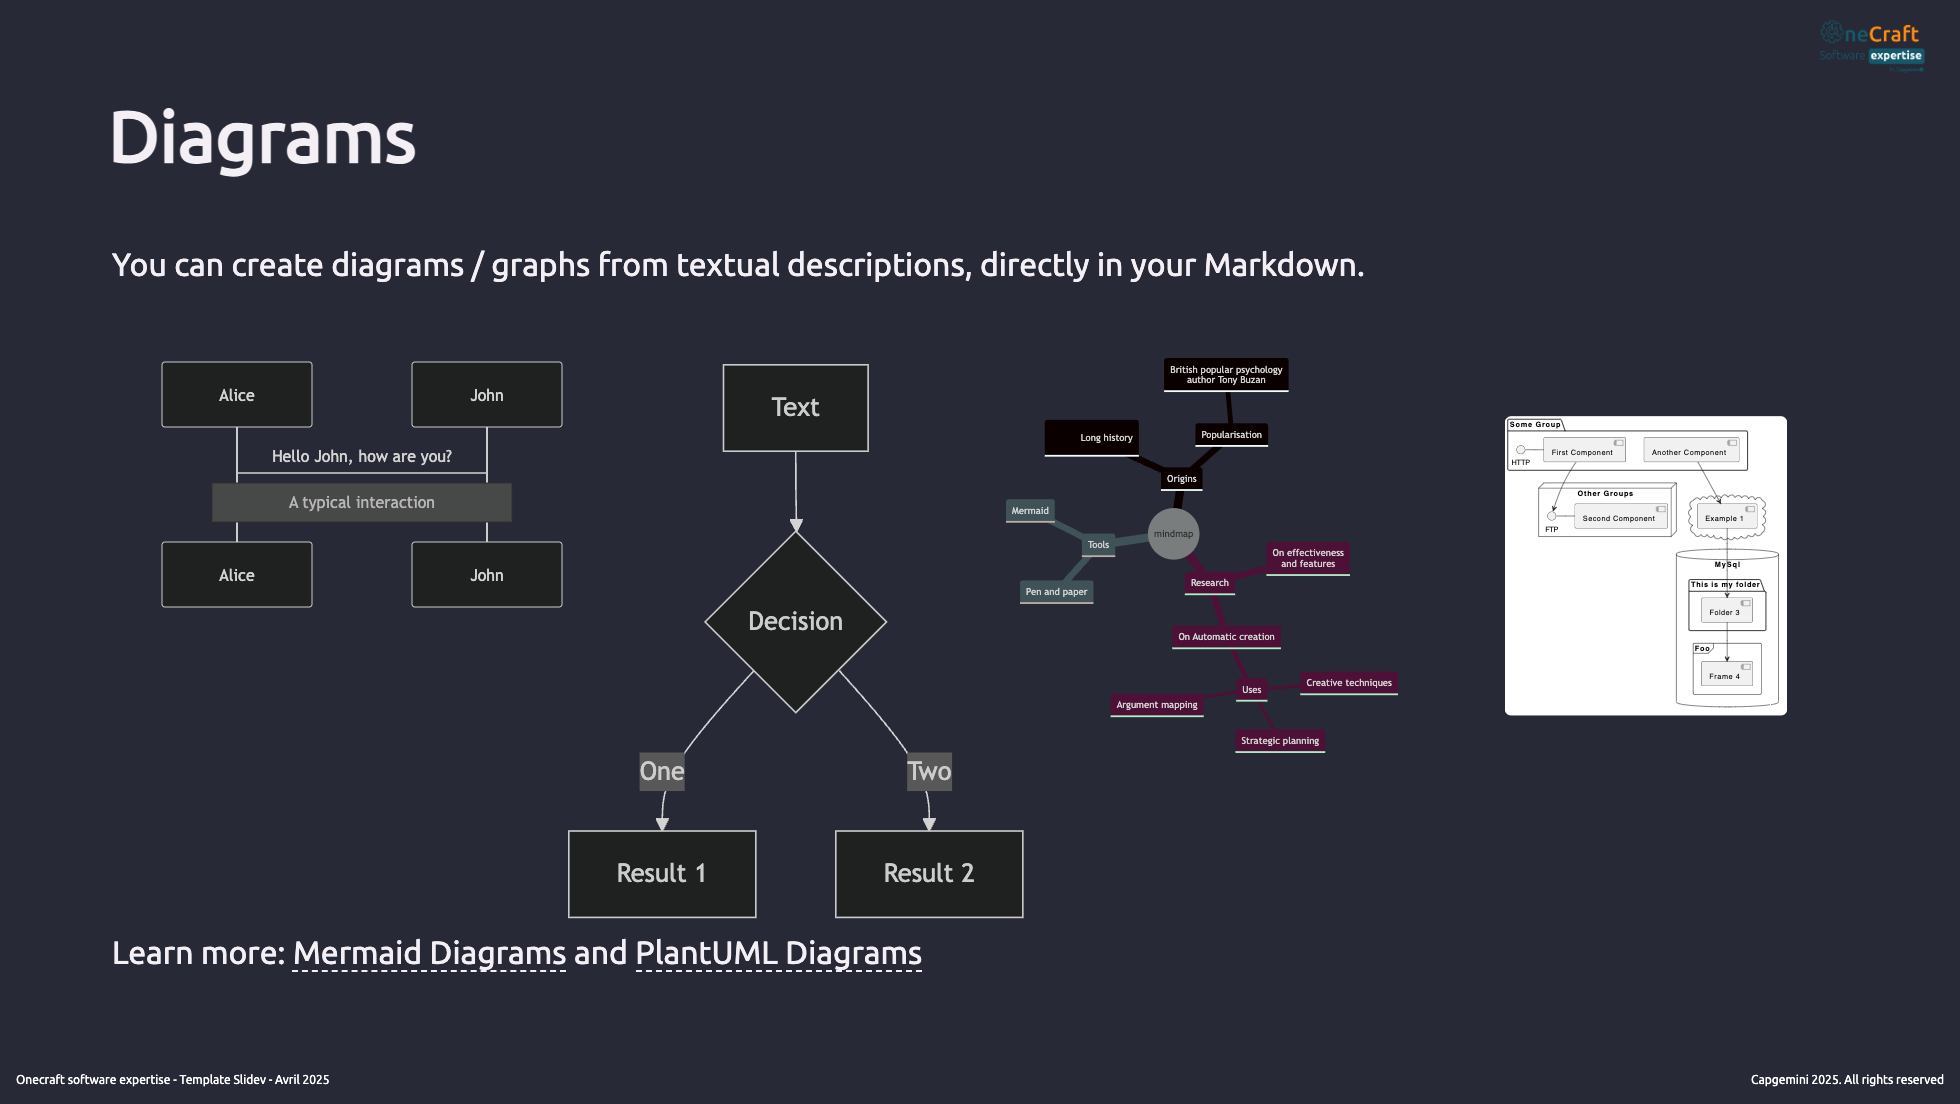 OneCraft
Software expertise
Diagrams
You can create diagrams / graphs from textual descriptions, directly in your Markdown.
Alice
John
Hello John, how are you?
A typical interaction
Alice
John
Text
Decision
One
Two
Result 1
Result 2
British popular psychology
author Tony Buzan
Long history
Popularisation
Origins
Mermaid
Tools
mindmap
Pen and paper
On effectiveness
and features
Research
On Automatic creation
Uses
Creative techniques
Argument mapping
Strategic planning
Some Group
HTTP
First Component
Another Component
Other Groups
FTP
Second Component
Example 1
MySql
This is my folder
Folder 3
Foo
Frame 4
Learn more: Mermaid Diagrams and PlantUML Diagrams
Onecraft software expertise - Template Slidev - Avril 2025
Capgemini 2025. All rights reserved